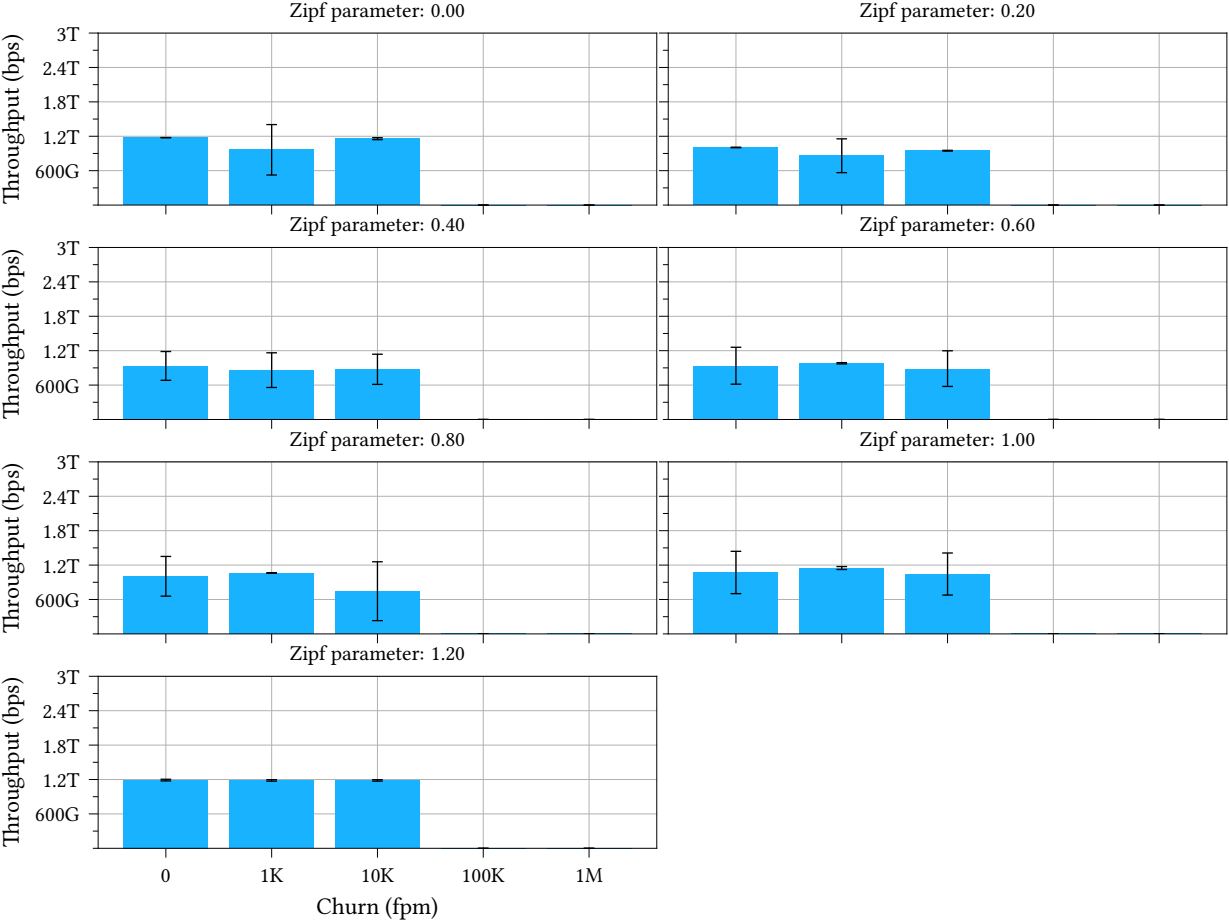 Zipf parameter: 0.00
Zipf parameter: 0.20
Throughput (bps)
3T
2.4T
1.8T
1.2T
600G
Zipf parameter: 0.40
Zipf parameter: 0.60
Throughput (bps)
3T
2.4T
1.8T
1.2T
600G
Zipf parameter: 0.80
Zipf parameter: 1.00
Throughput (bps)
3T
2.4T
1.8T
1.2T
600G
Zipf parameter: 1.20
Throughput (bps)
3T
2.4T
1.8T
1.2T
600G
0 1K 10K 100K 1M
Churn (fpm)